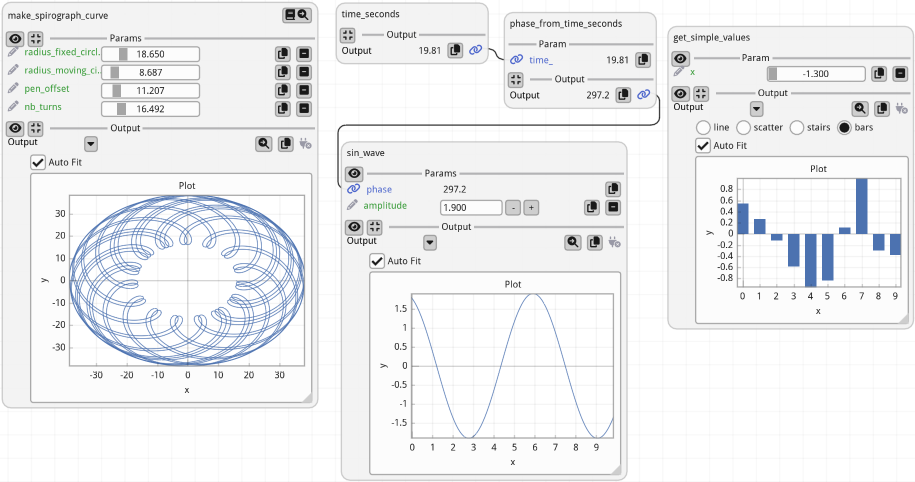 make_spirograph_curve
Params
radius_fixed_circl.
18.650
radius_moving_ci..
8.687
pen_offset
11.207
nb_turns
16.492
Output
Output
Auto Fit
Plot
30
20
10
0
-10
-20
-30
y
-30 -20 -10 0 10 20 30
x
time_seconds
Output
Output 19.81
phase_from_time_seconds
Param
time_ 19.81
Output
Output 297.2
sin_wave
Params
phase 297.2
amplitude 1.900 - +
Output
Output
Auto Fit
Plot
1.5
1
0.5
0
-0.5
-1
-1.5
y
0 1 2 3 4 5 6 7 8 9
x
get_simple_values
Param
x -1.300
Output
Output
line scatter stairs bars
Auto Fit
Plot
0.8
0.6
0.4
0.2
0
-0.2
-0.4
-0.6
-0.8
y
0 1 2 3 4 5 6 7 8 9
x